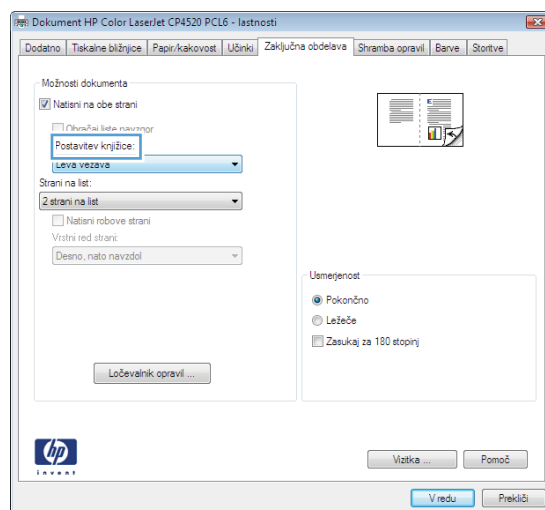 Dokument HP Color LaserJet CP4520 PCL6 - lastnosti
Dodatno Tiskalne bližnjice Papir/kakovost Učinki Zaključna obdelava Shramba opravil Barve Storitve
Možnosti dokumenta
Natisni na obe strani
Obračaj liste navzgor
Postavitev knjižice:
Leva vezava
Strani na list:
2 strani na list
Natisni robove strani
Vrstni red strani:
Desno, nato navzdol
Ločevalnik opravil ...
Usmerjenost
Pokončno
Ležeče
Zasukaj za 180 stopinj
hp
invent
Vizitka ... Pomoč
V redu Prekliči